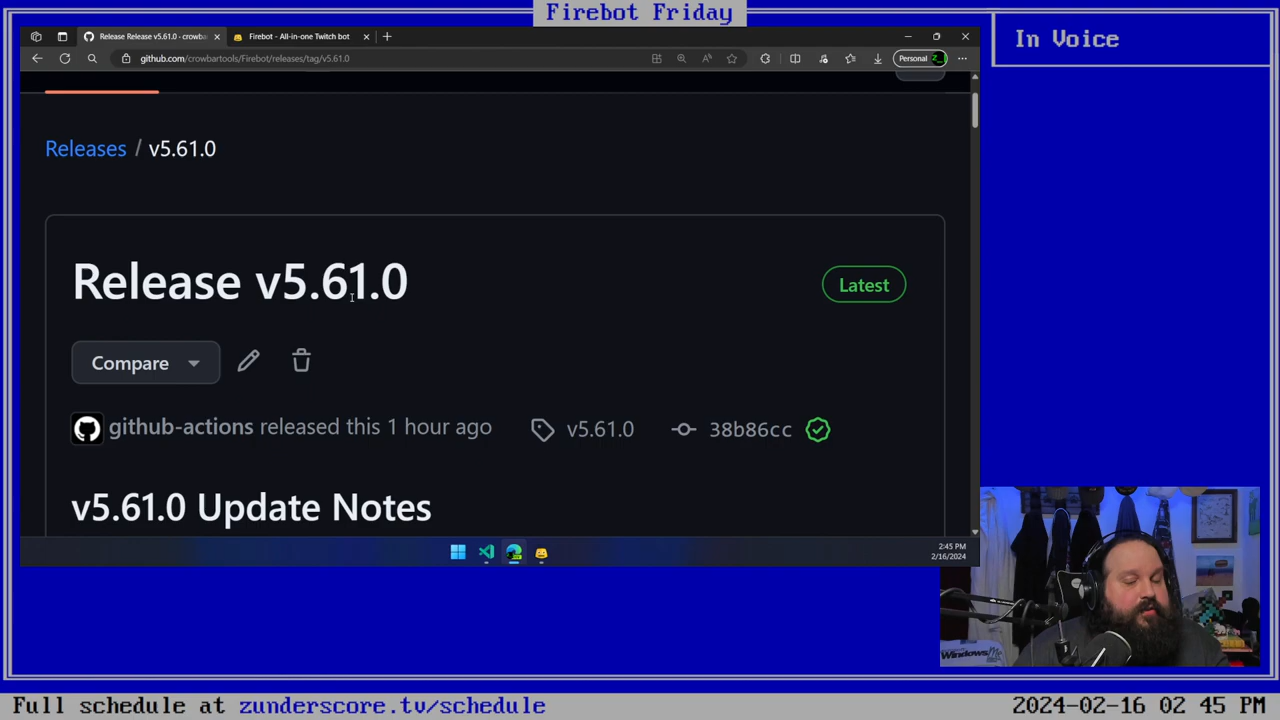 Firebot Friday
In Voice
Release Release v5.61.0 · crowba
Firebot - All-in-one Twitch bot
github.com/crowbartools/Firebot/releases/tag/v5.61.0
Personal
Releases / v5.61.0
Release v5.61.0
Latest
Compare
github-actions released this 1 hour ago
v5.61.0
38b86cc
v5.61.0 Update Notes
2:45 PM
2/16/2024
Windows
Full schedule at zunderscore.tv/schedule
2024-02-16 02 45 PM